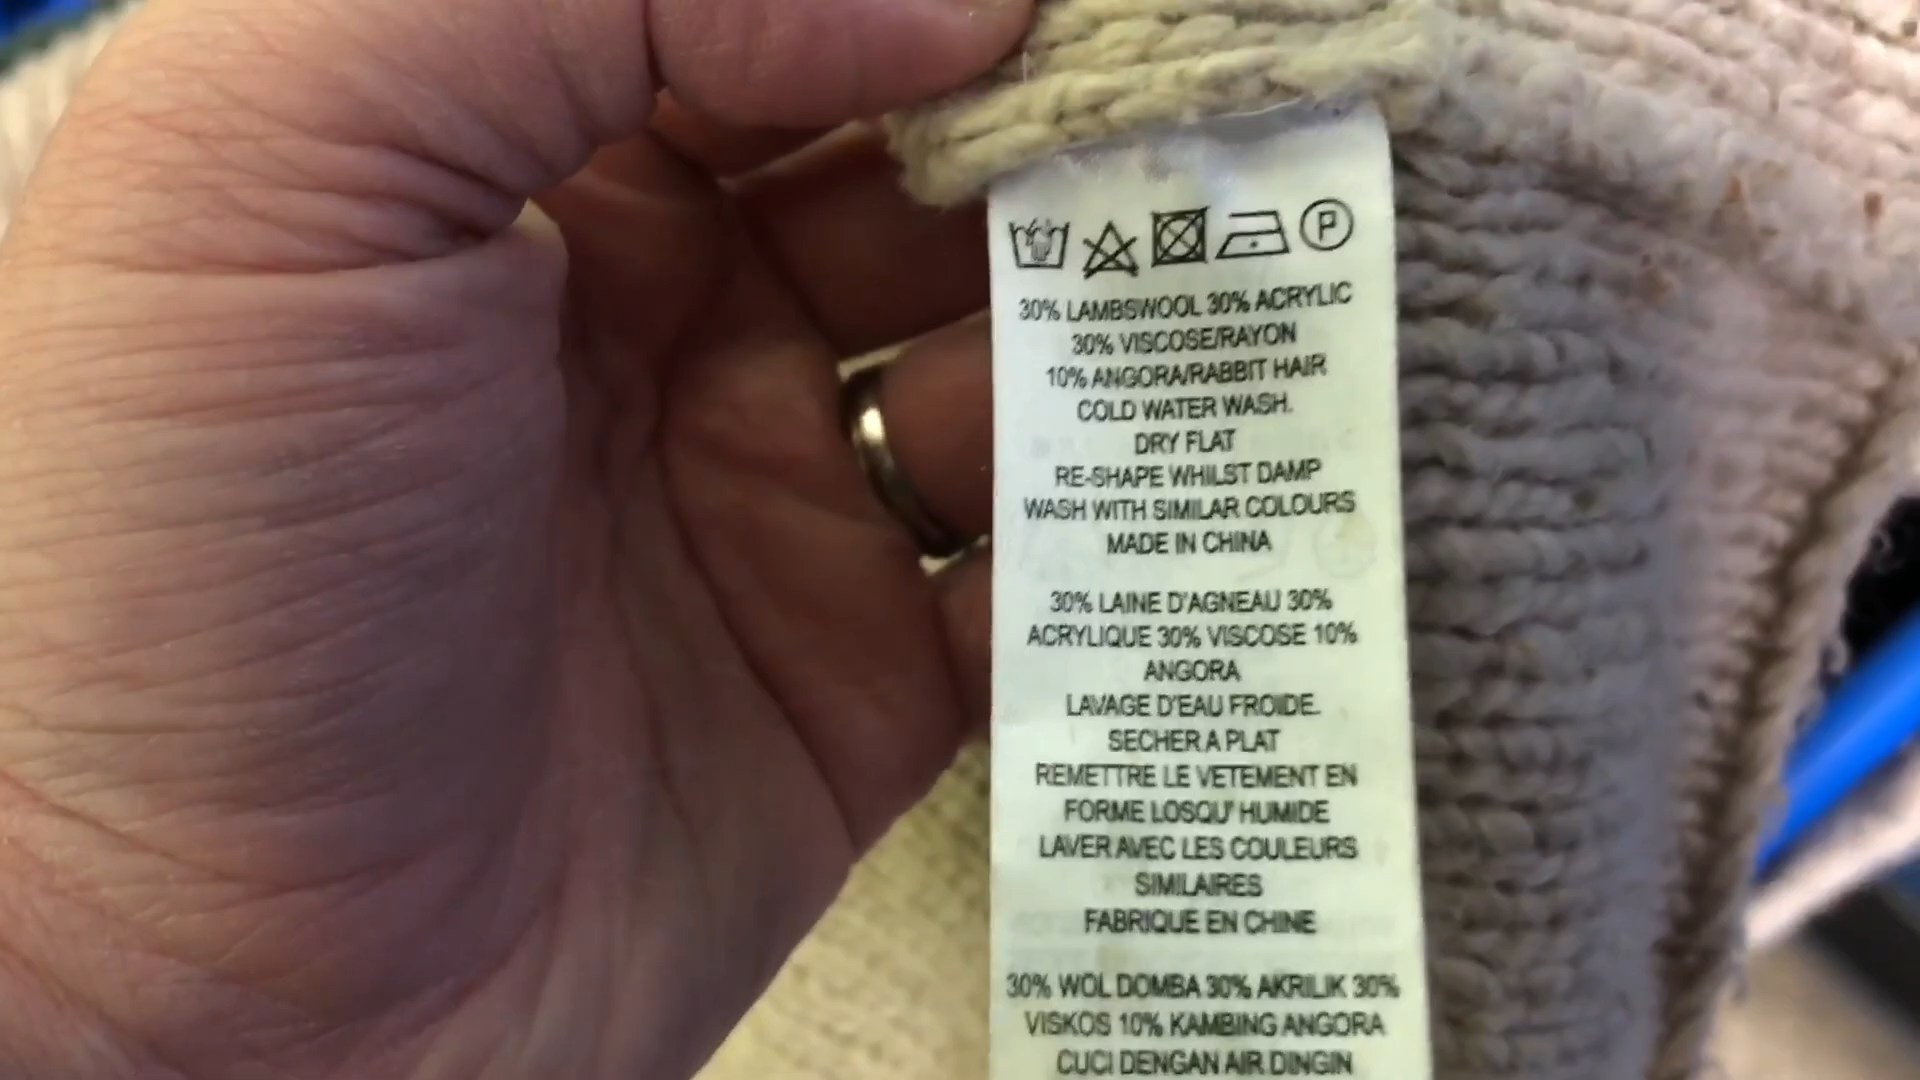 P
30% LAMBSWOOL 30% ACRYLIC
30% VISCOSE/RAYON
10% ANGORA/RABBIT HAIR
COLD WATER WASH.
DRY FLAT
RE-SHAPE WHILST DAMP
WASH WITH SIMILAR COLOURS
MADE IN CHINA
30% LAINE D'AGNEAU 30%
ACRYLIQUE 30% VISCOSE 10%
ANGORA
LAVAGE D'EAU FROIDE.
SECHER A PLAT
REMETTRE LE VETEMENT EN
FORME LOSQU' HUMIDE
LAVER AVEC LES COULEURS
SIMILAIRES
FABRIQUE EN CHINE
30% WOL DOMBA 30% AKRILIK 30%
VISKOS 10% KAMBING ANGORA
CUCI DENGAN AIR DINGIN